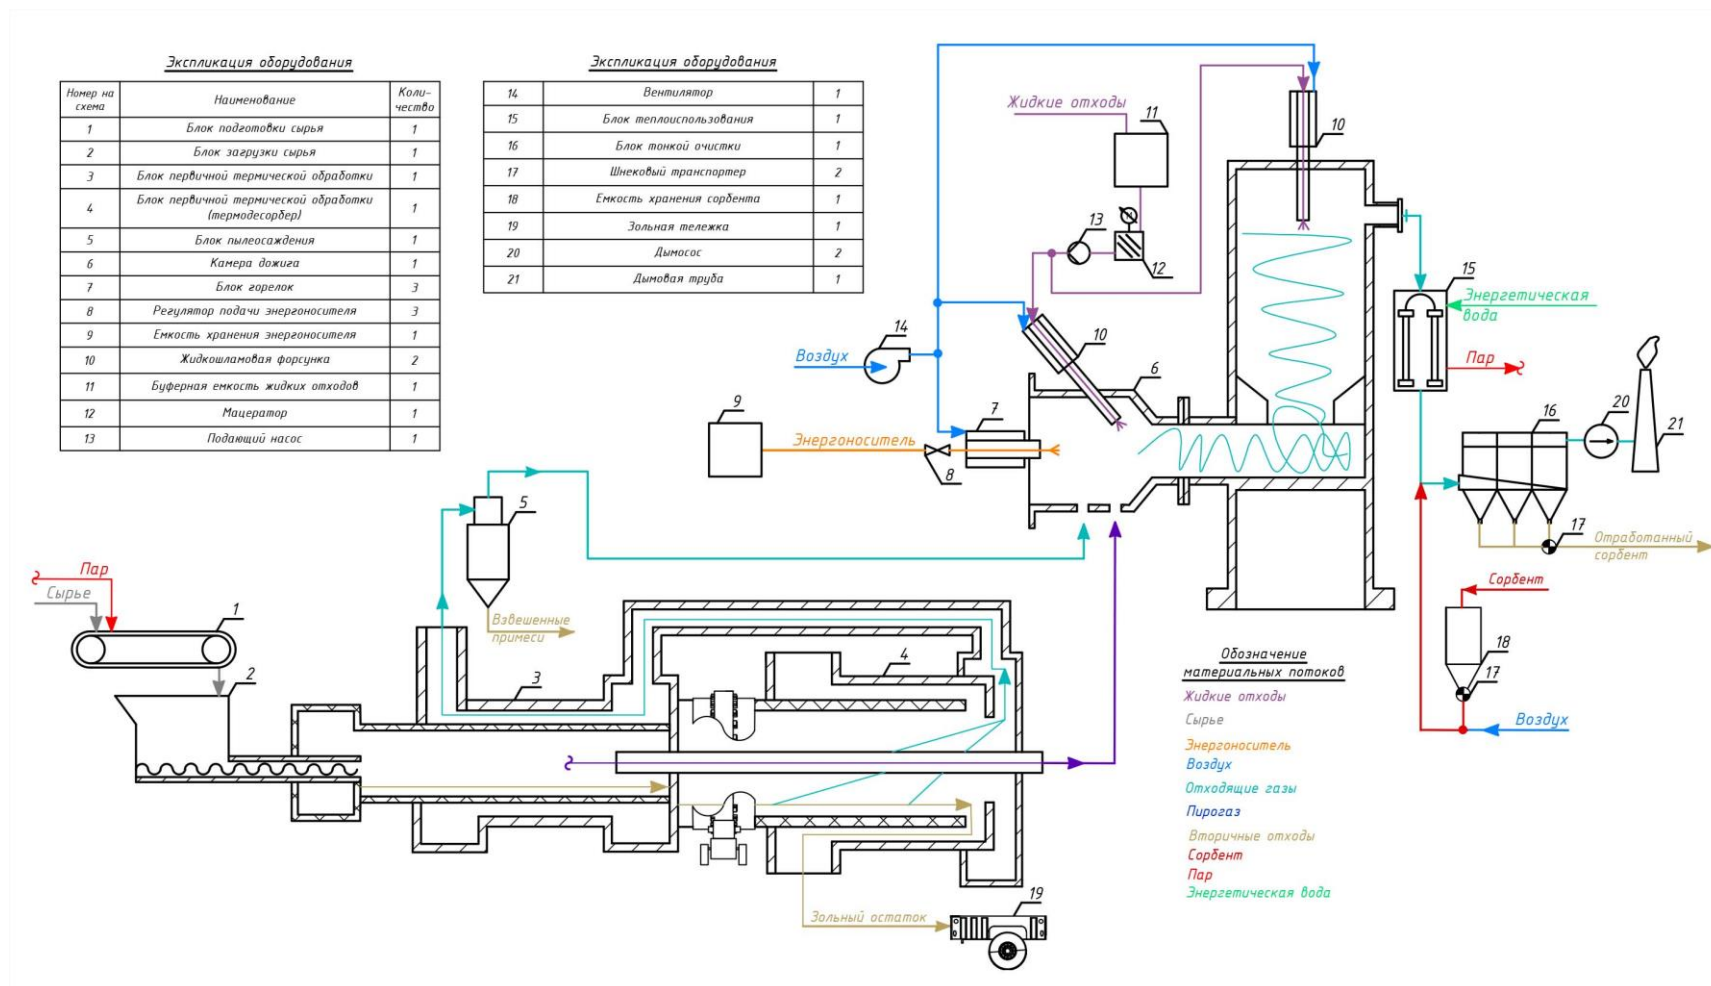 Экспликация оборудования
Номер на схема Наименование Коли-чество
1 Блок подготовки сырья 1
2 Блок загрузки сырья 1
3 Блок первичной термической обработки 1
4 Блок первичной термической обработки (термодесорбер) 1
5 Блок пылеосаждения 1
6 Камера дожига 1
7 Блок горелок 3
8 Регулятор подачи энергоносителя 3
9 Емкость хранения энергоносителя 1
10 Жидкошламовая форсунка 2
11 Буферная емкость жидких отходов 1
12 Мацератор 1
13 Подающий насос 1
Экспликация оборудования
14 Вентилятор 1
15 Блок теплоиспользования 1
16 Блок тонкой очистки 1
17 Шнековый транспортер 2
18 Емкость хранения сорбента 1
19 Зольная тележка 1
20 Дымосос 2
21 Дымовая труба 1
Жидкие отходы
11
10
13
12
М
15
Энергетическая
вода
Пар
14
Воздух
10
6
9
7
Энергоноситель
8
16
20
21
17
Отработанный
сорбент
5
Взвешенные
примеси
Пар
Сырье
1
2
3
4
Сорбент
18
17
Воздух
Зольный остаток
19
Обозначение
материальных потоков
Жидкие отходы
Сырье
Энергоноситель
Воздух
Отходящие газы
Пирогаз
Вторичные отходы
Сорбент
Пар
Энергетическая вода